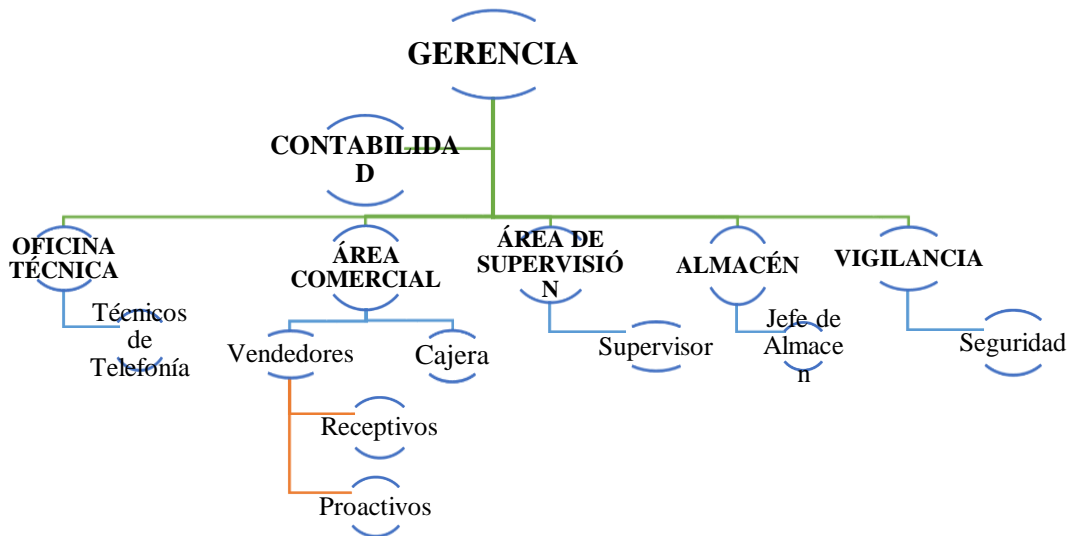 GERENCIA
CONTABILIDA
D
OFICINA
TÉCNICA
ÁREA
COMERCIAL
ÁREA DE
SUPERVISIÓ
N
ALMACÉN
VIGILANCIA
Técnicos
de
Telefonía
Vendedores
Cajera
Supervisor
Jefe de
Almace
n
Seguridad
Receptivos
Proactivos